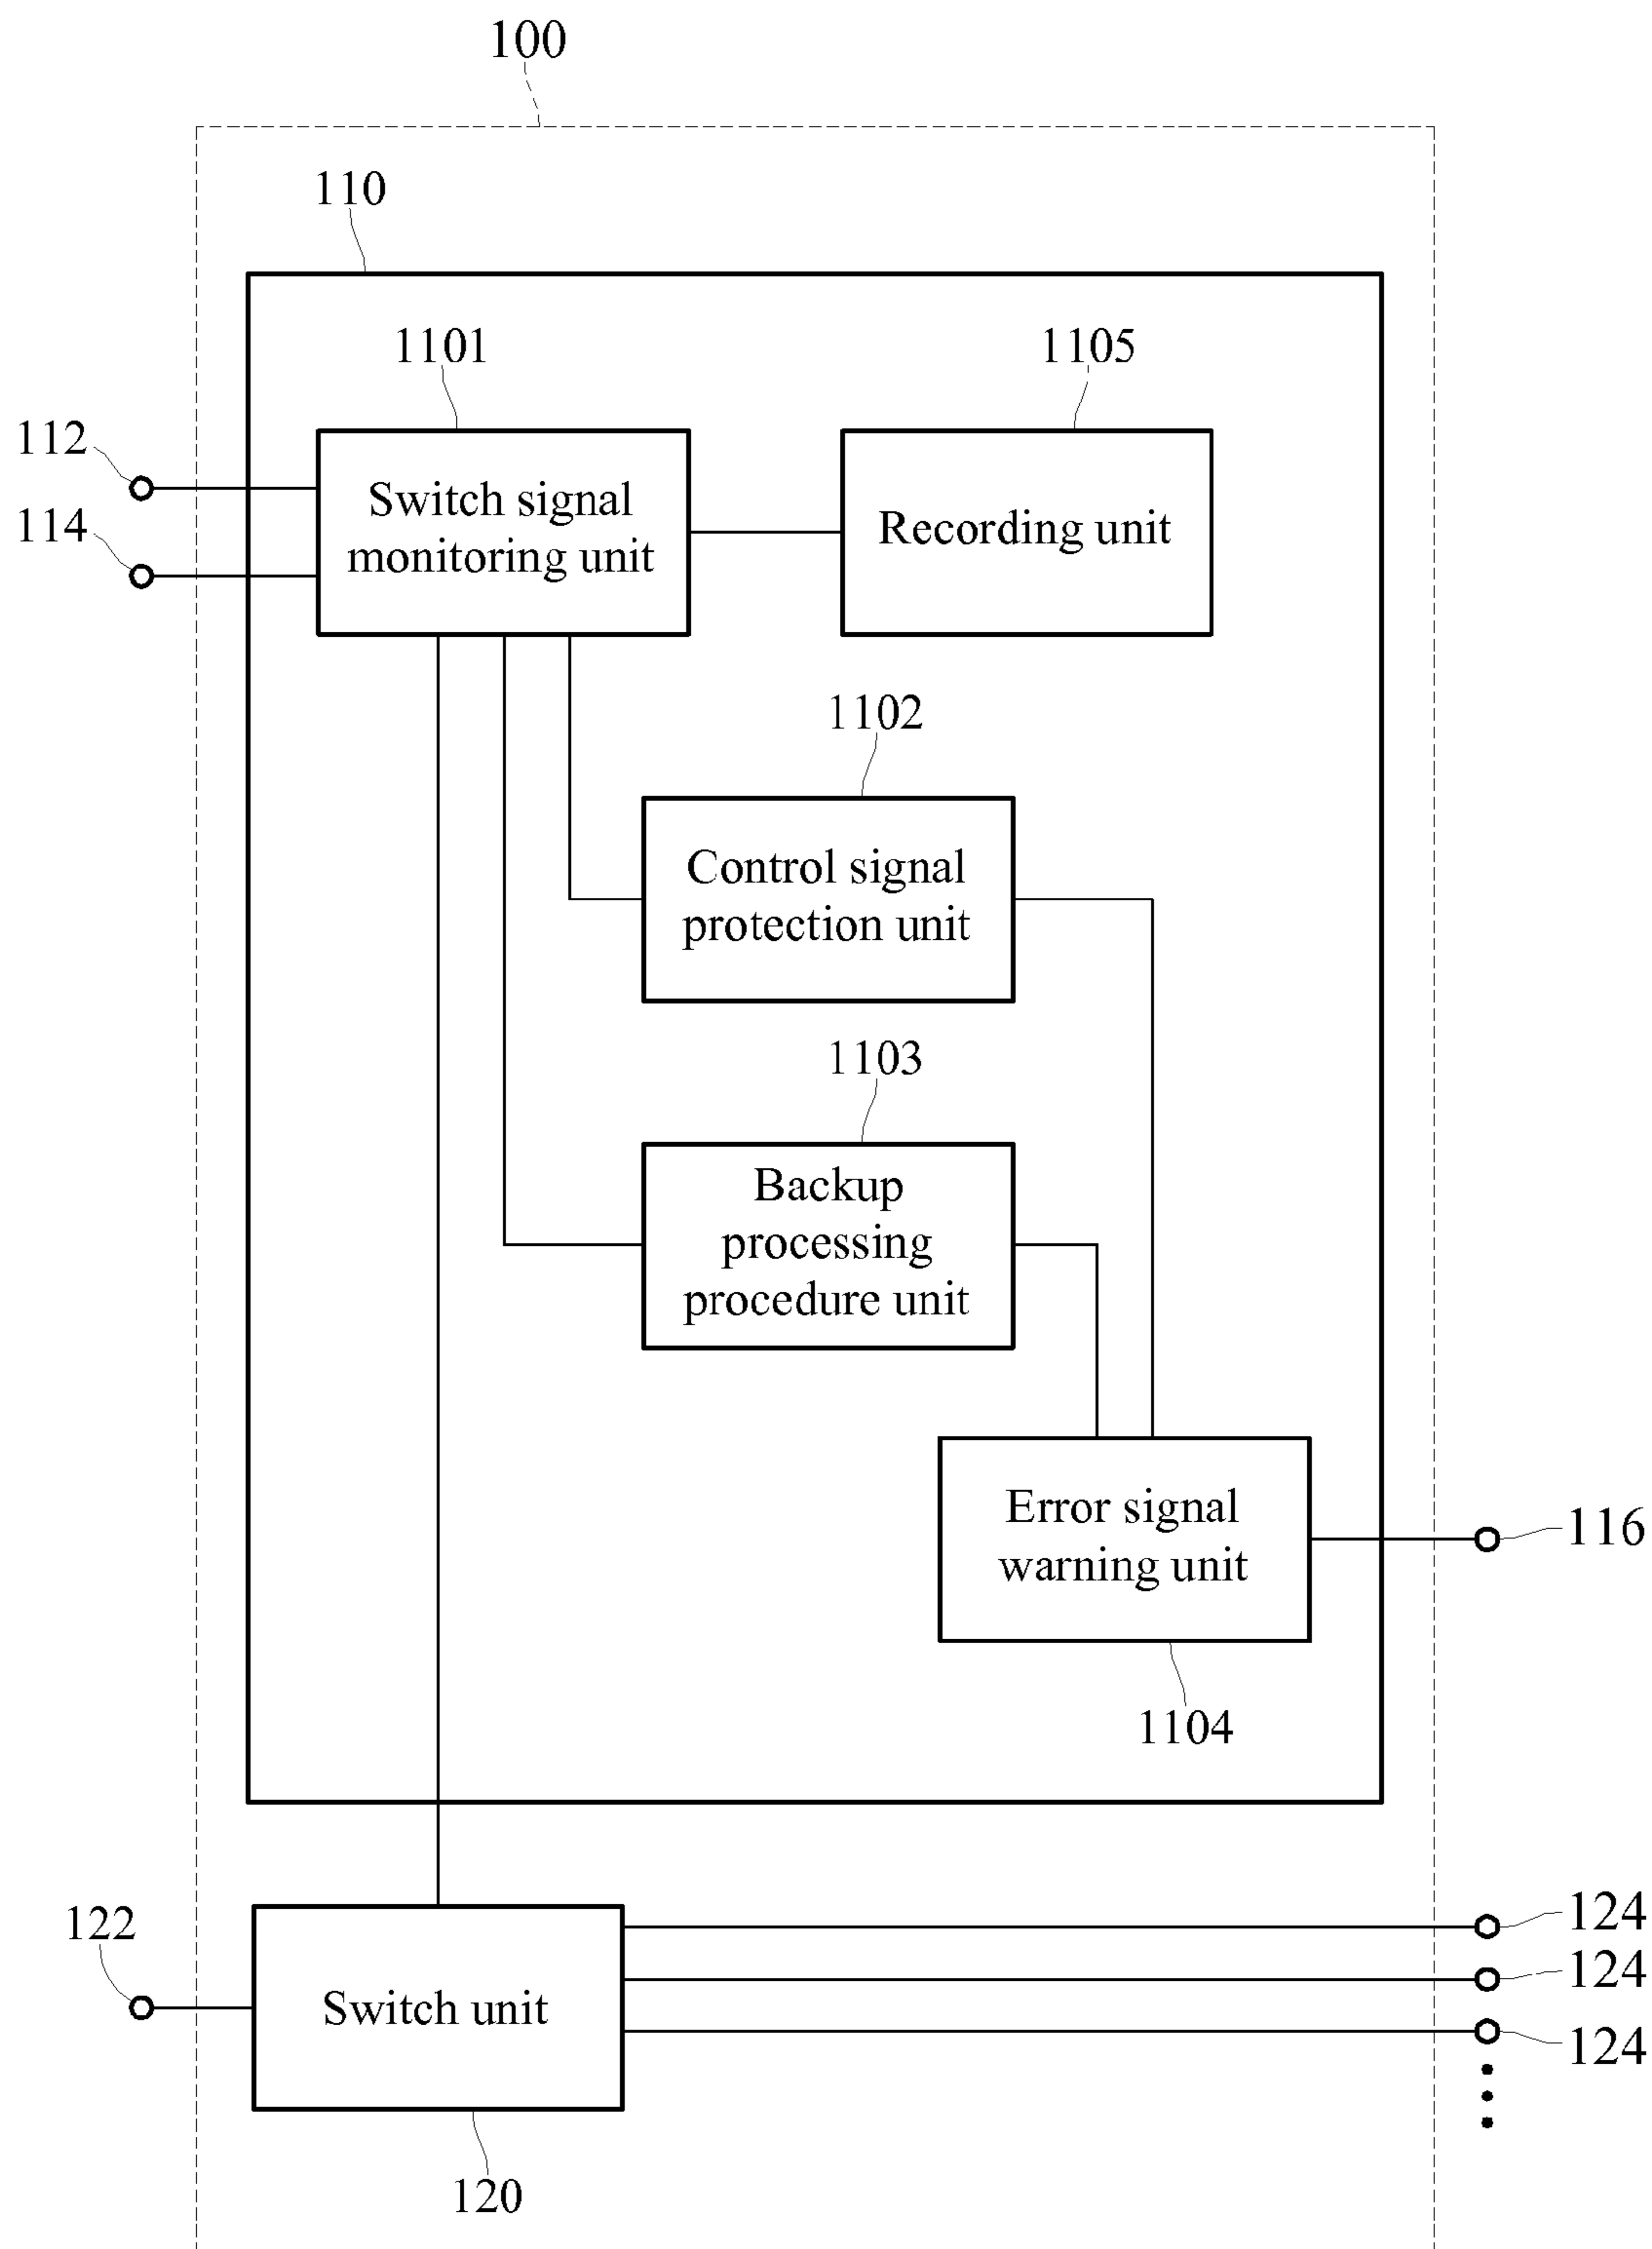 100
110
1101
1105
112
114
Switch signal
monitoring unit
Recording unit
1102
Control signal
protection unit
1103
Backup
processing
procedure unit
Error signal
warning unit
116
1104
122
Switch unit
124
124
124
120